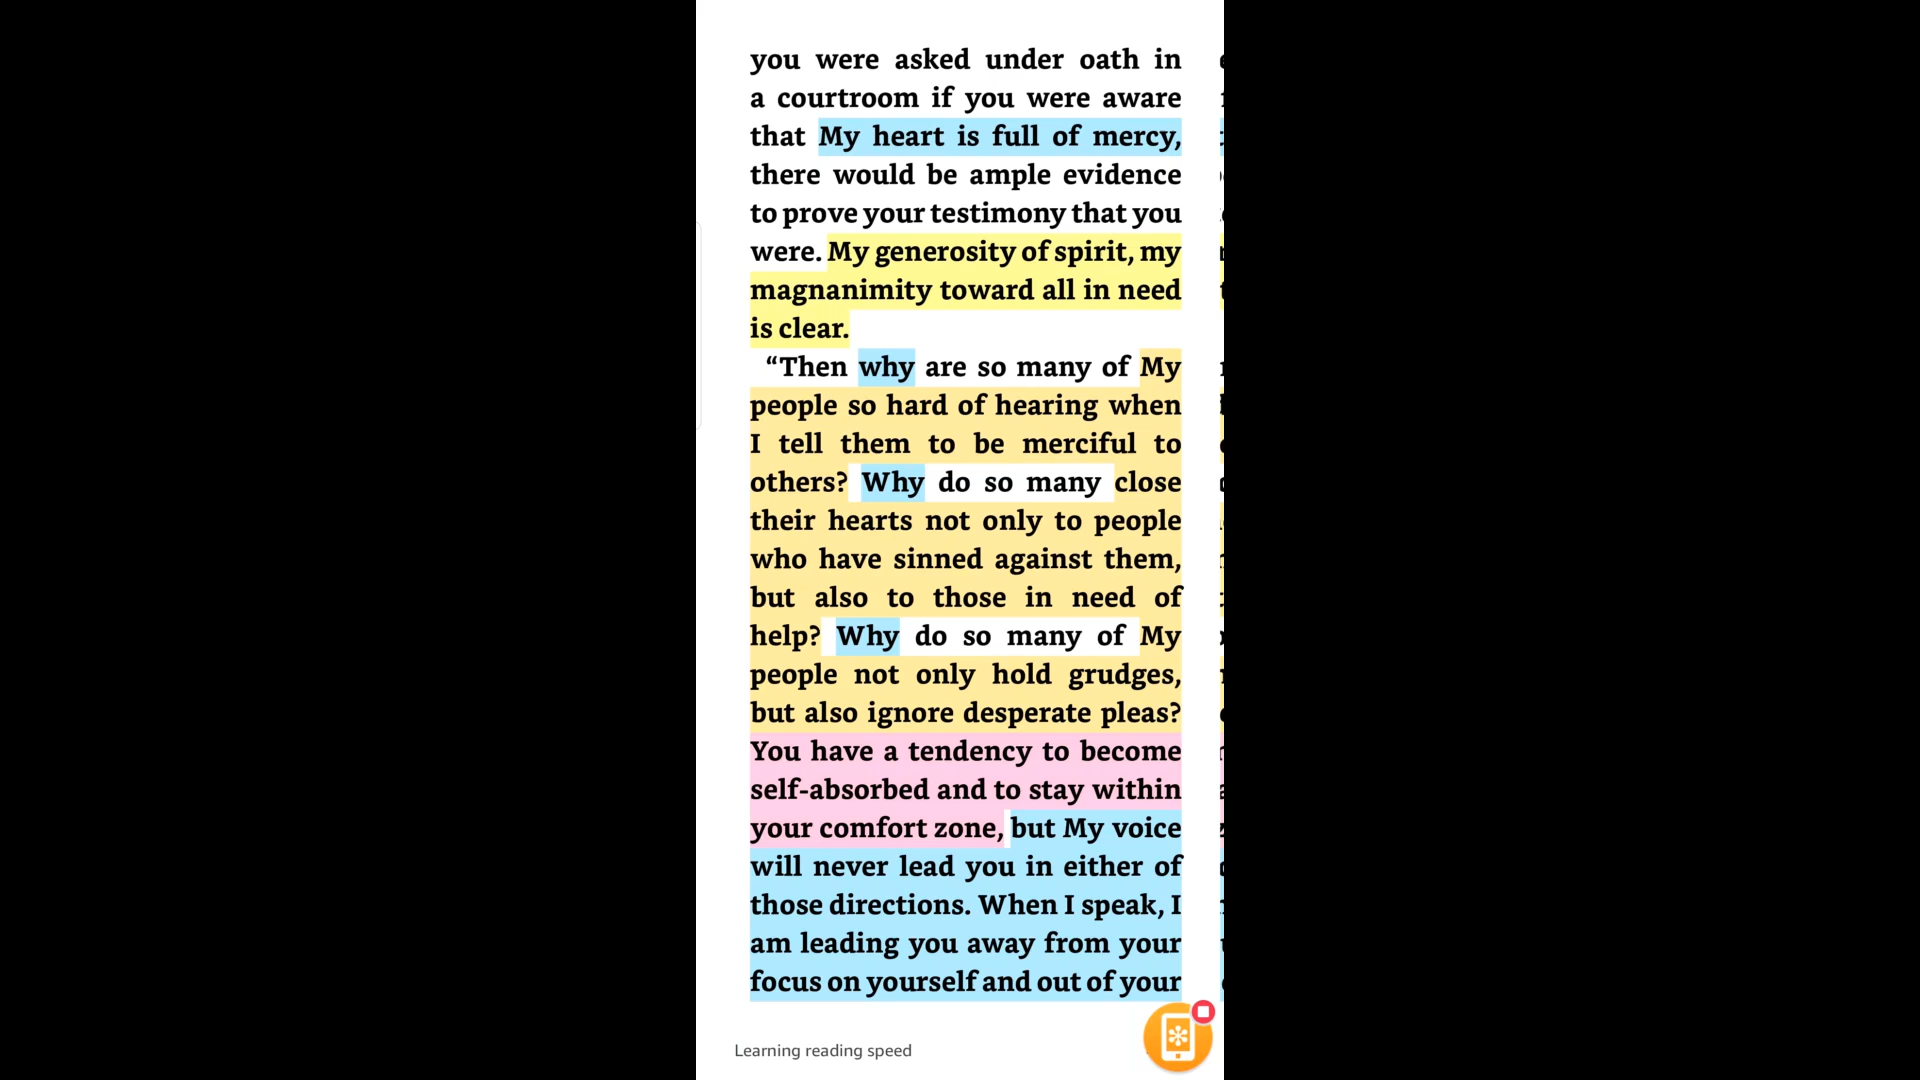 you were asked under oath in
a courtroom if you were aware
that My heart is full of mercy,
there would be ample evidence
to prove your testimony that you
were. My generosity of spirit, my
magnanimity toward all in need
is clear.
“Then why are so many of My
people so hard of hearing when
I tell them to be merciful to
others? Why do so many close
their hearts not only to people
who have sinned against them,
but also to those in need of
help? Why do so many of My
people not only hold grudges,
but also ignore desperate pleas?
You have a tendency to become
self-absorbed and to stay within
your comfort zone, but My voice
will never lead you in either of
those directions. When I speak, I
am leading you away from your
focus on yourself and out of your
Learning reading speed